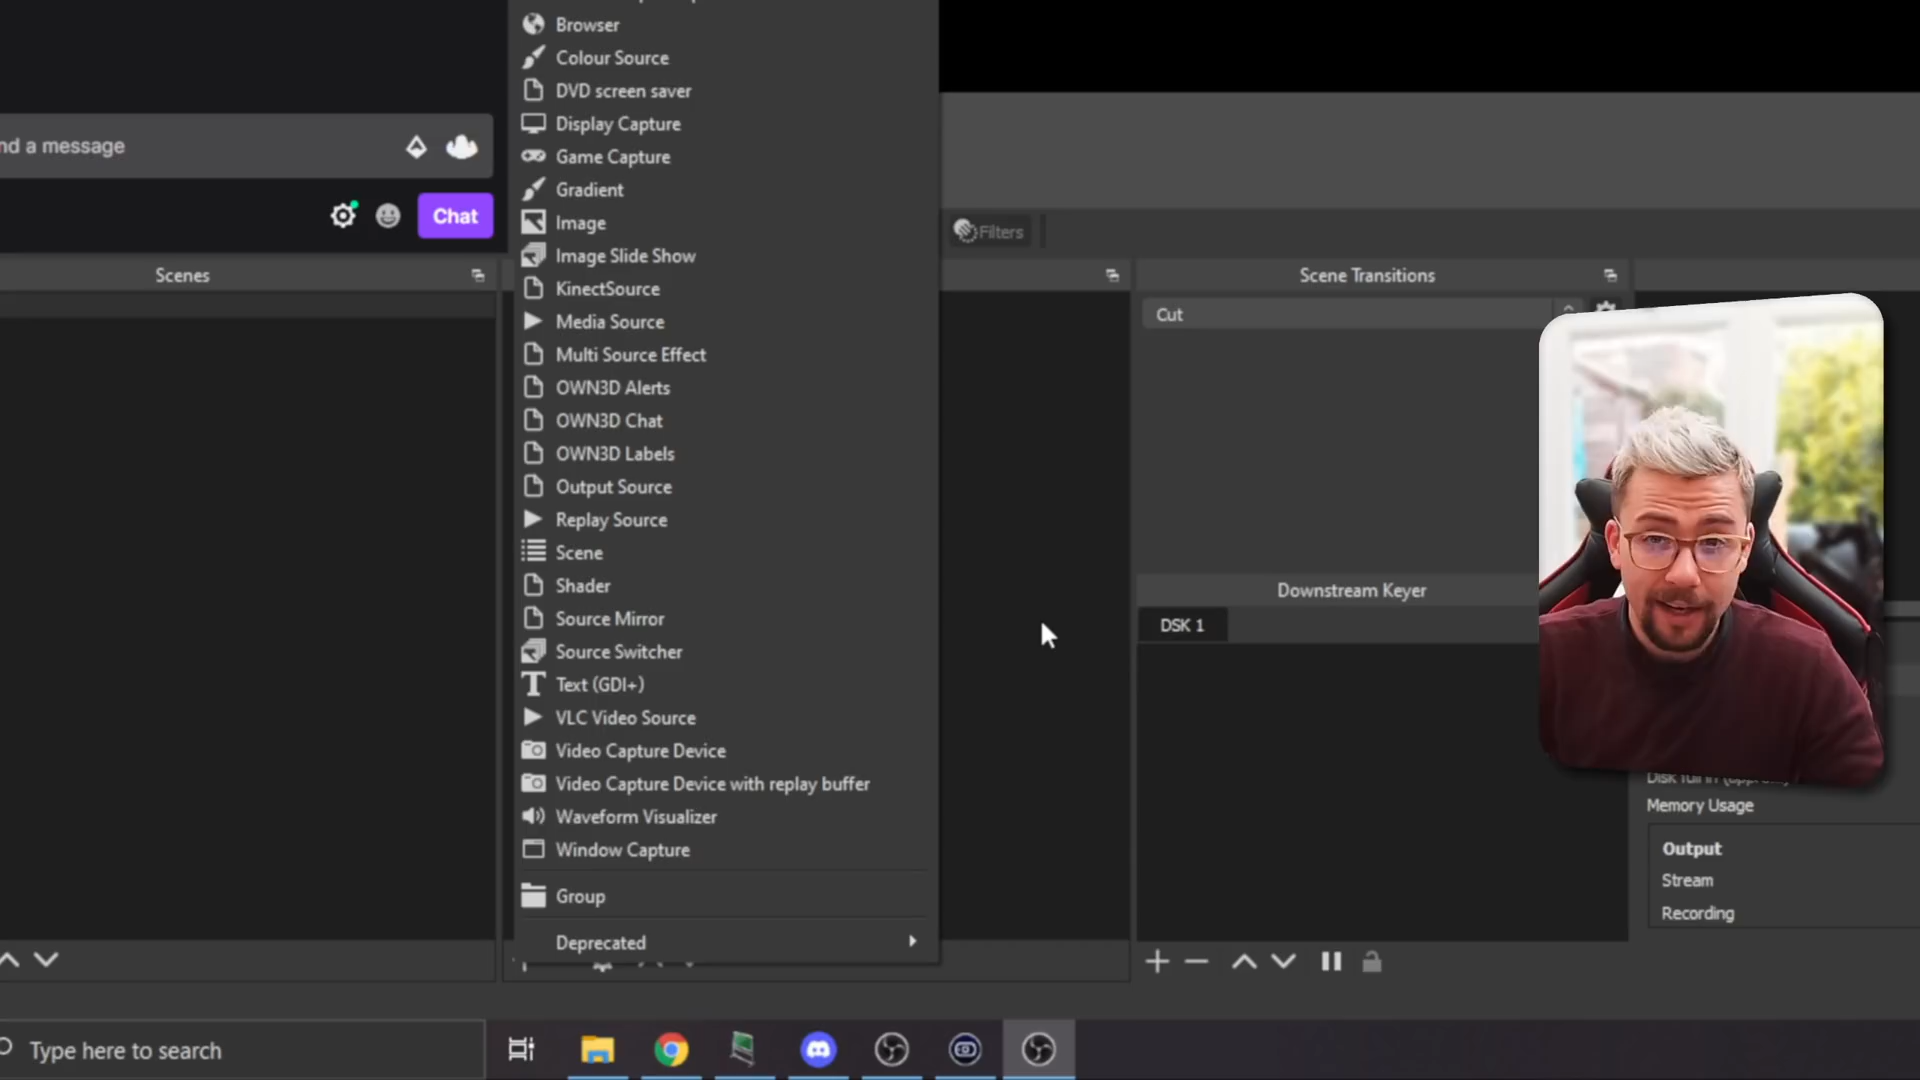 Browser
Colour Source
DVD screen saver
Display Capture
Game Capture
Gradient
Image
Image Slide Show
KinectSource
Media Source
Multi Source Effect
OWN3D Alerts
OWN3D Chat
OWN3D Labels
Output Source
Replay Source
Scene
Shader
Source Mirror
Source Switcher
Text (GDI+)
VLC Video Source
Video Capture Device
Video Capture Device with replay buffer
Waveform Visualizer
Window Capture
Group
Deprecated
nd a message
Chat
Scenes
Filters
Scene Transitions
Cut
Downstream Keyer
DSK 1
Memory Usage
Output
Stream
Recording
Type here to search